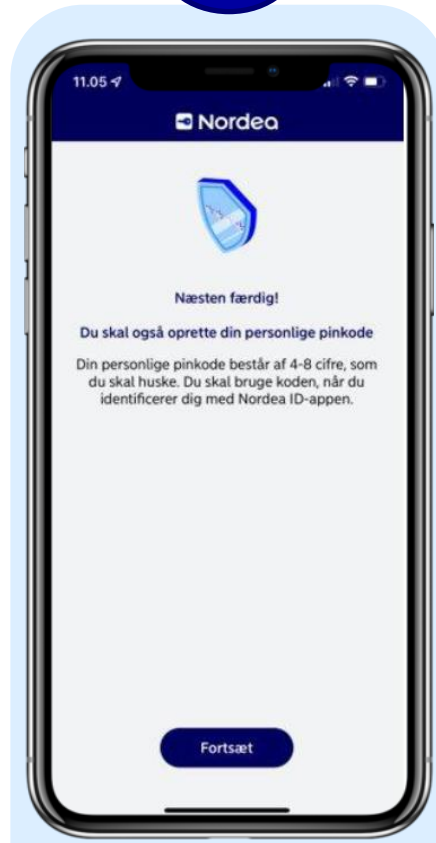 11.05
Nordea
Næsten færdig!
Du skal også oprette din personlige pinkode
Din personlige pinkode består af 4-8 cifre, som
du skal huske. Du skal bruge koden, når du
identificerer dig med Nordea ID-appen.
Fortsæt